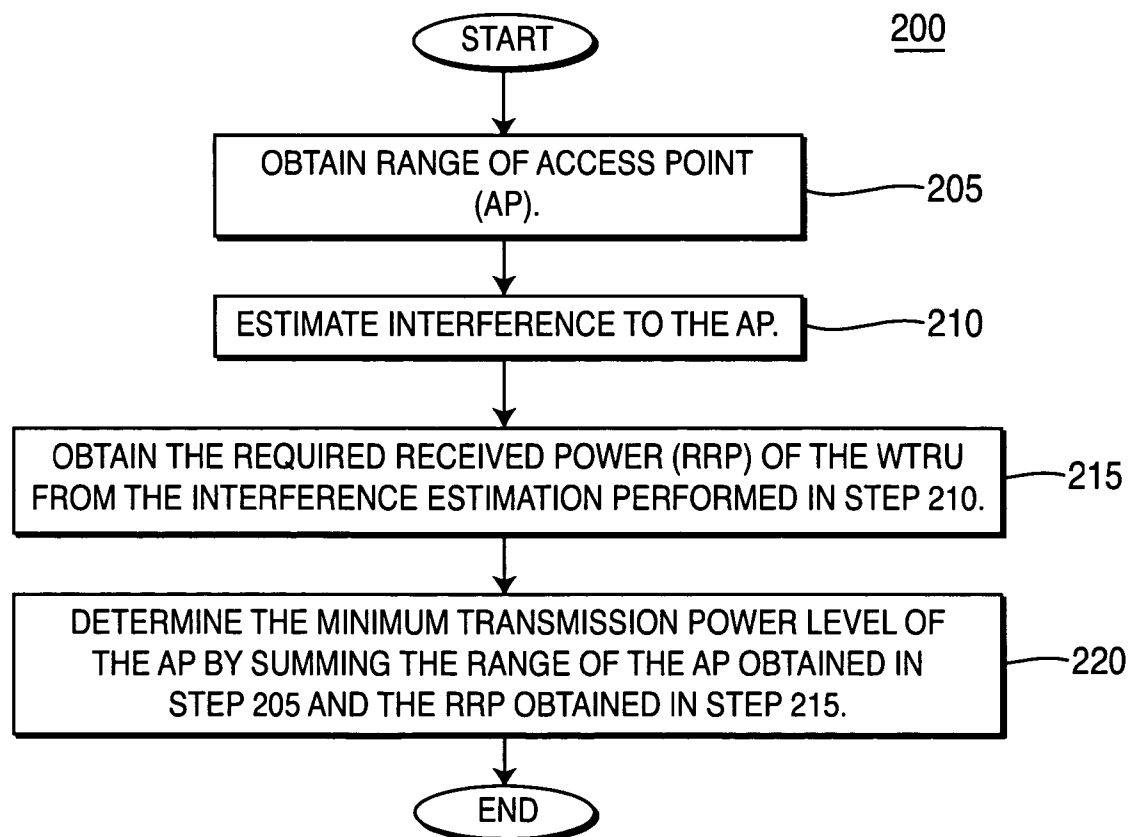 START
200
OBTAIN RANGE OF ACCESS POINT
(AP).
205
ESTIMATE INTERFERENCE TO THE AP.
210
OBTAIN THE REQUIRED RECEIVED POWER (RRP) OF THE WTRU
FROM THE INTERFERENCE ESTIMATION PERFORMED IN STEP 210.
215
DETERMINE THE MINIMUM TRANSMISSION POWER LEVEL OF
THE AP BY SUMMING THE RANGE OF THE AP OBTAINED IN
STEP 205 AND THE RRP OBTAINED IN STEP 215.
220
END